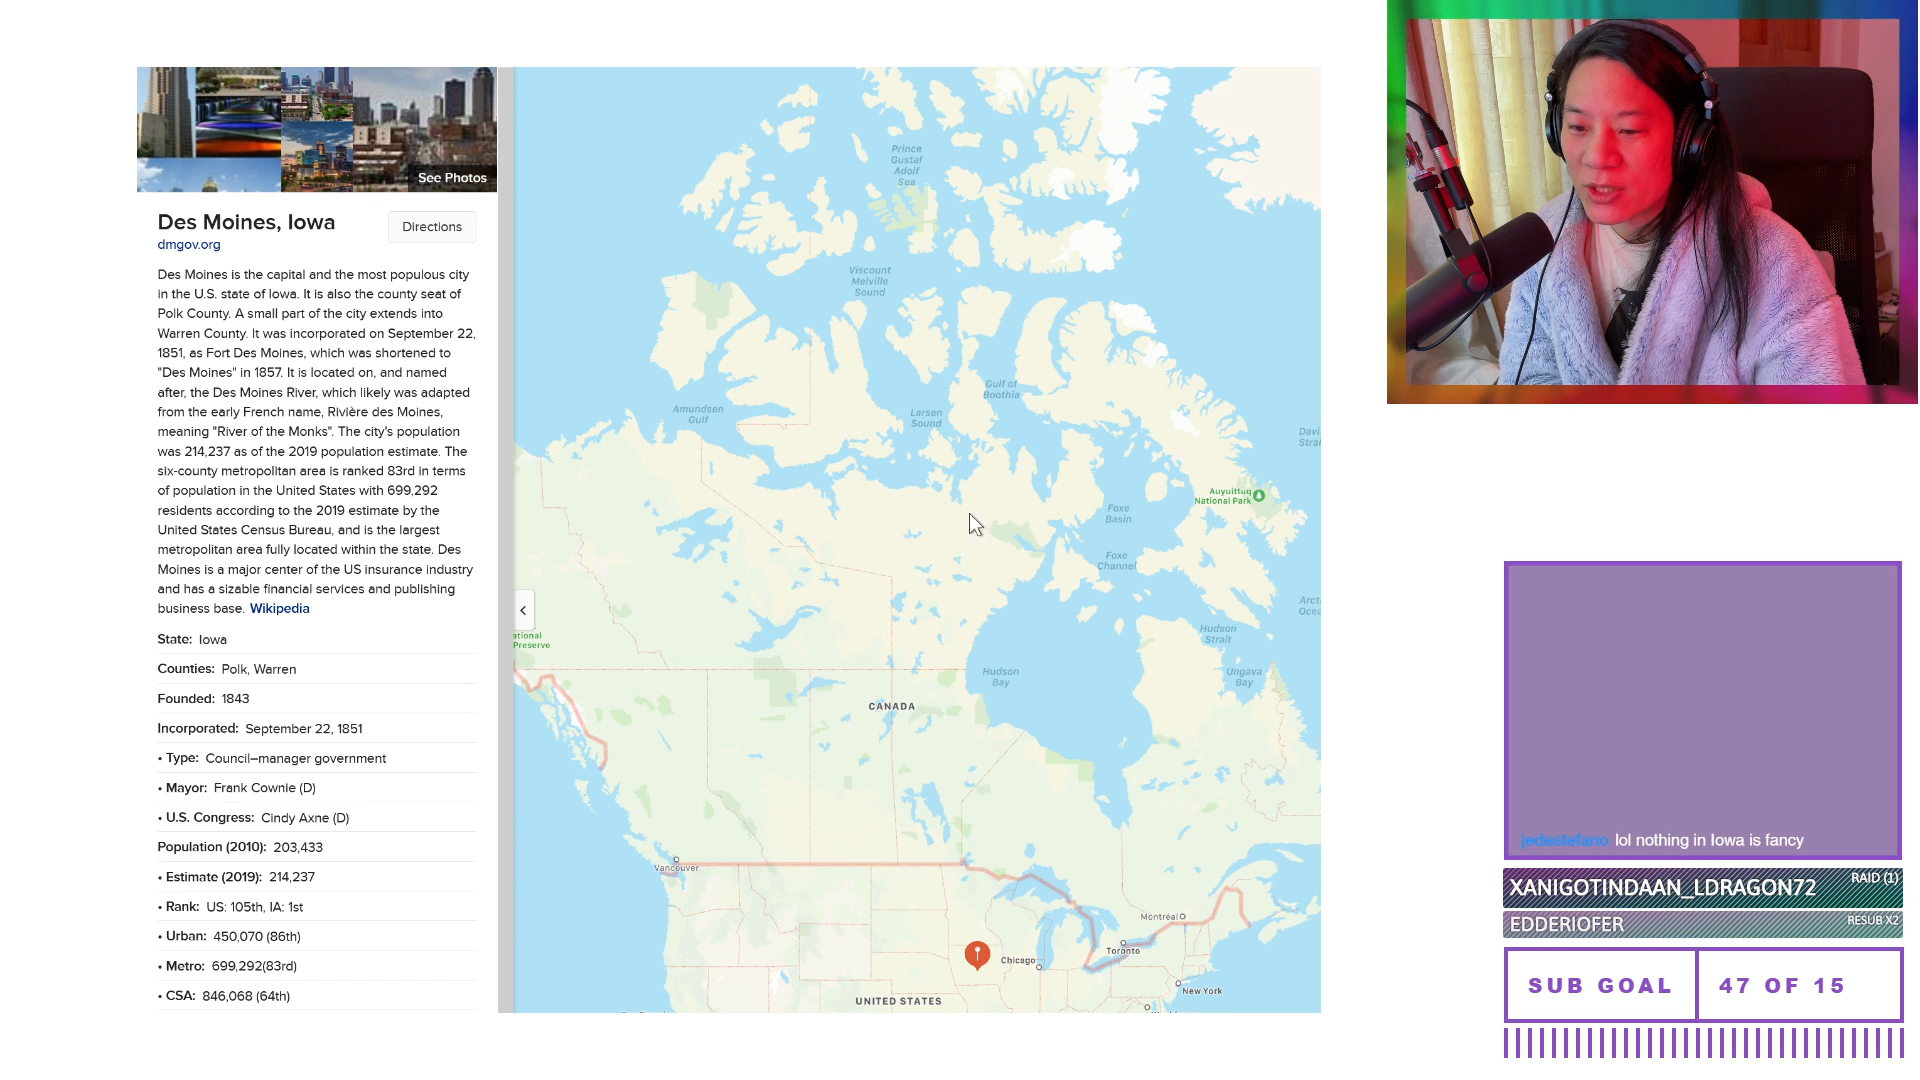 See Photos
Des Moines, Iowa
Directions
dmgov.org
Des Moines is the capital and the most populous city
in the U.S. state of Iowa. It is also the county seat of
Polk County. A small part of the city extends into
Warren County. It was incorporated on September 22,
1851, as Fort Des Moines, which was shortened to
"Des Moines" in 1857. It is located on, and named
after, the Des Moines River, which likely was adapted
from the early French name, Rivière des Moines,
meaning "River of the Monks". The city's population
was 214,237 as of the 2019 population estimate. The
six-county metropolitan area is ranked 83rd in terms
of population in the United States with 699,292
residents according to the 2019 estimate by the
United States Census Bureau, and is the largest
metropolitan area fully located within the state. Des
Moines is a major center of the US insurance industry
and has a sizable financial services and publishing
business base. Wikipedia
State: Iowa
Counties: Polk, Warren
Founded: 1843
Incorporated: September 22, 1851
• Type: Council–manager government
• Mayor: Frank Cownie (D)
• U.S. Congress: Cindy Axne (D)
Population (2010): 203,433
• Estimate (2019): 214,237
• Rank: US: 105th, IA: 1st
• Urban: 450,070 (86th)
• Metro: 699,292(83rd)
• CSA: 846,068 (64th)
Prince
Gustaf
Adolf
Sea
Viscount
Melville
Sound
Gulf of
Boothia
Amundsen
Gulf
Larsen
Sound
Davi
Strai
Auyuittuq
National Park
Foxe
Basin
Foxe
Channel
Arct
Ocea
Hudson
Strait
ational
Preserve
Hudson
Bay
Ungava
Bay
CANADA
Vancouver
Montréal
Toronto
Chicago
New York
UNITED STATES
jedestefano lol nothing in Iowa is fancy
XANIGOTINDAAN_LDRAGON72 RAID (1)
EDDERIOFER RESUB X2
SUB GOAL 47 OF 15